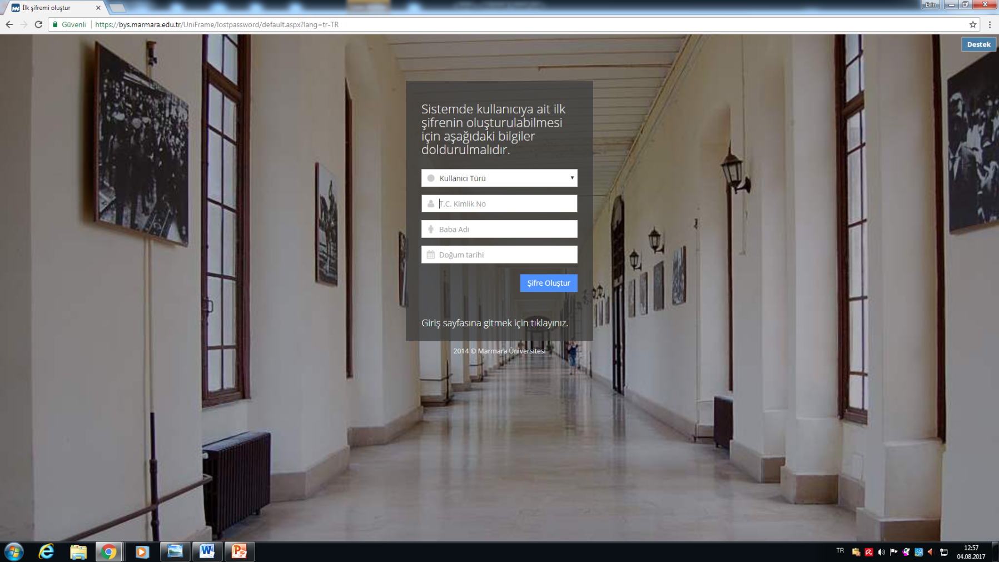 İlk şifremi oluştur
Evin
Güvenli
https://bys.marmara.edu.tr/UniFrame/lostpassword/default.aspx?lang=tr-TR
Destek
Sistemde kullanıcıya ait ilk
şifrenin oluşturulabilmesi
için aşağıdaki bilgiler
doldurulmalıdır.
Kullanıcı Türü
T.C. Kimlik No
Baba Adı
Doğum tarihi
Şifre Oluştur
Giriş sayfasına gitmek için tıklayınız.
2014 © Marmara Üniversitesi
TR
12:57
04.08.2017